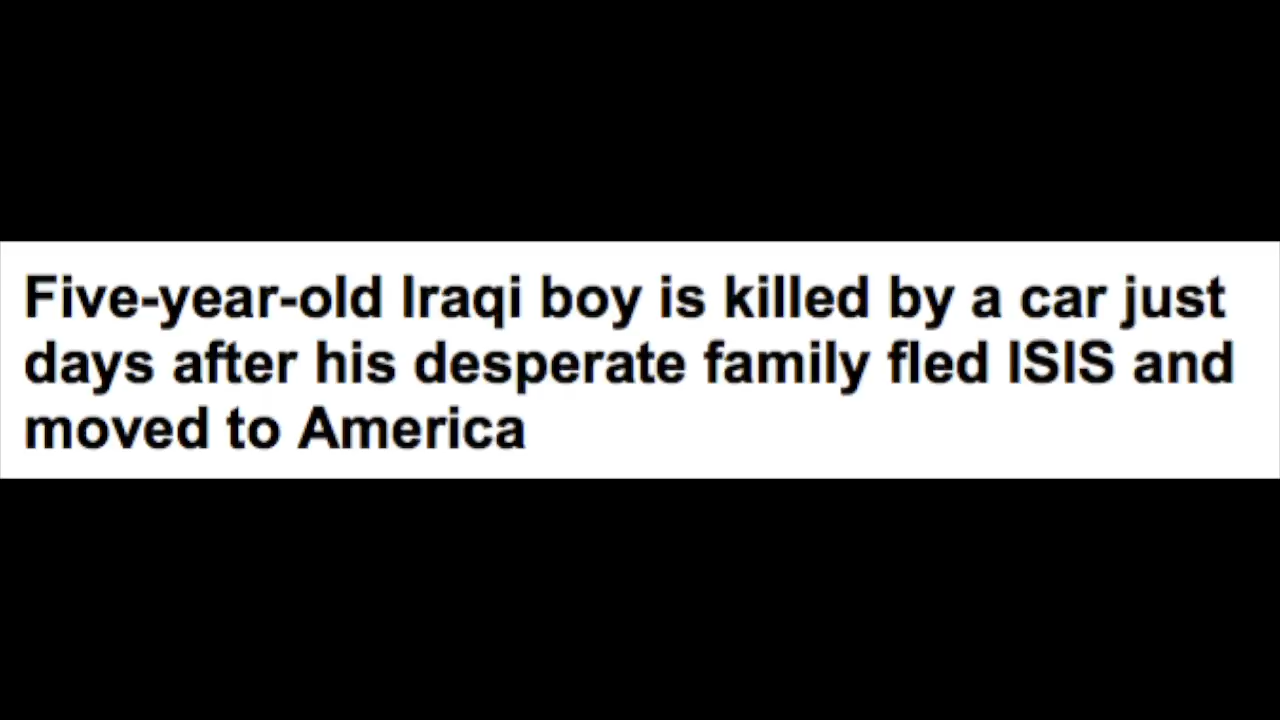 Five-year-old Iraqi boy is killed by a car just
days after his desperate family fled ISIS and
moved to America